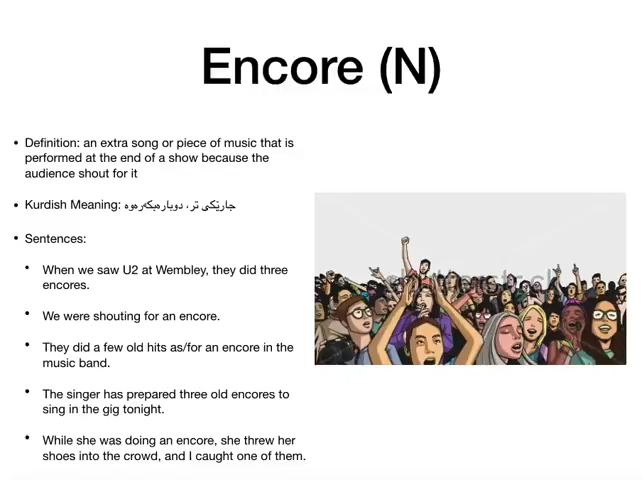 Encore (N)
• Definition: an extra song or piece of music that is
performed at the end of a show because the
audience shout for it
• Kurdish Meaning: جارێکی تر، دوبارەبکەرەوە
• Sentences:
• When we saw U2 at Wembley, they did three
encores.
• We were shouting for an encore.
• They did a few old hits as/for an encore in the
music band.
• The singer has prepared three old encores to
sing in the gig tonight.
• While she was doing an encore, she threw her
shoes into the crowd, and I caught one of them.